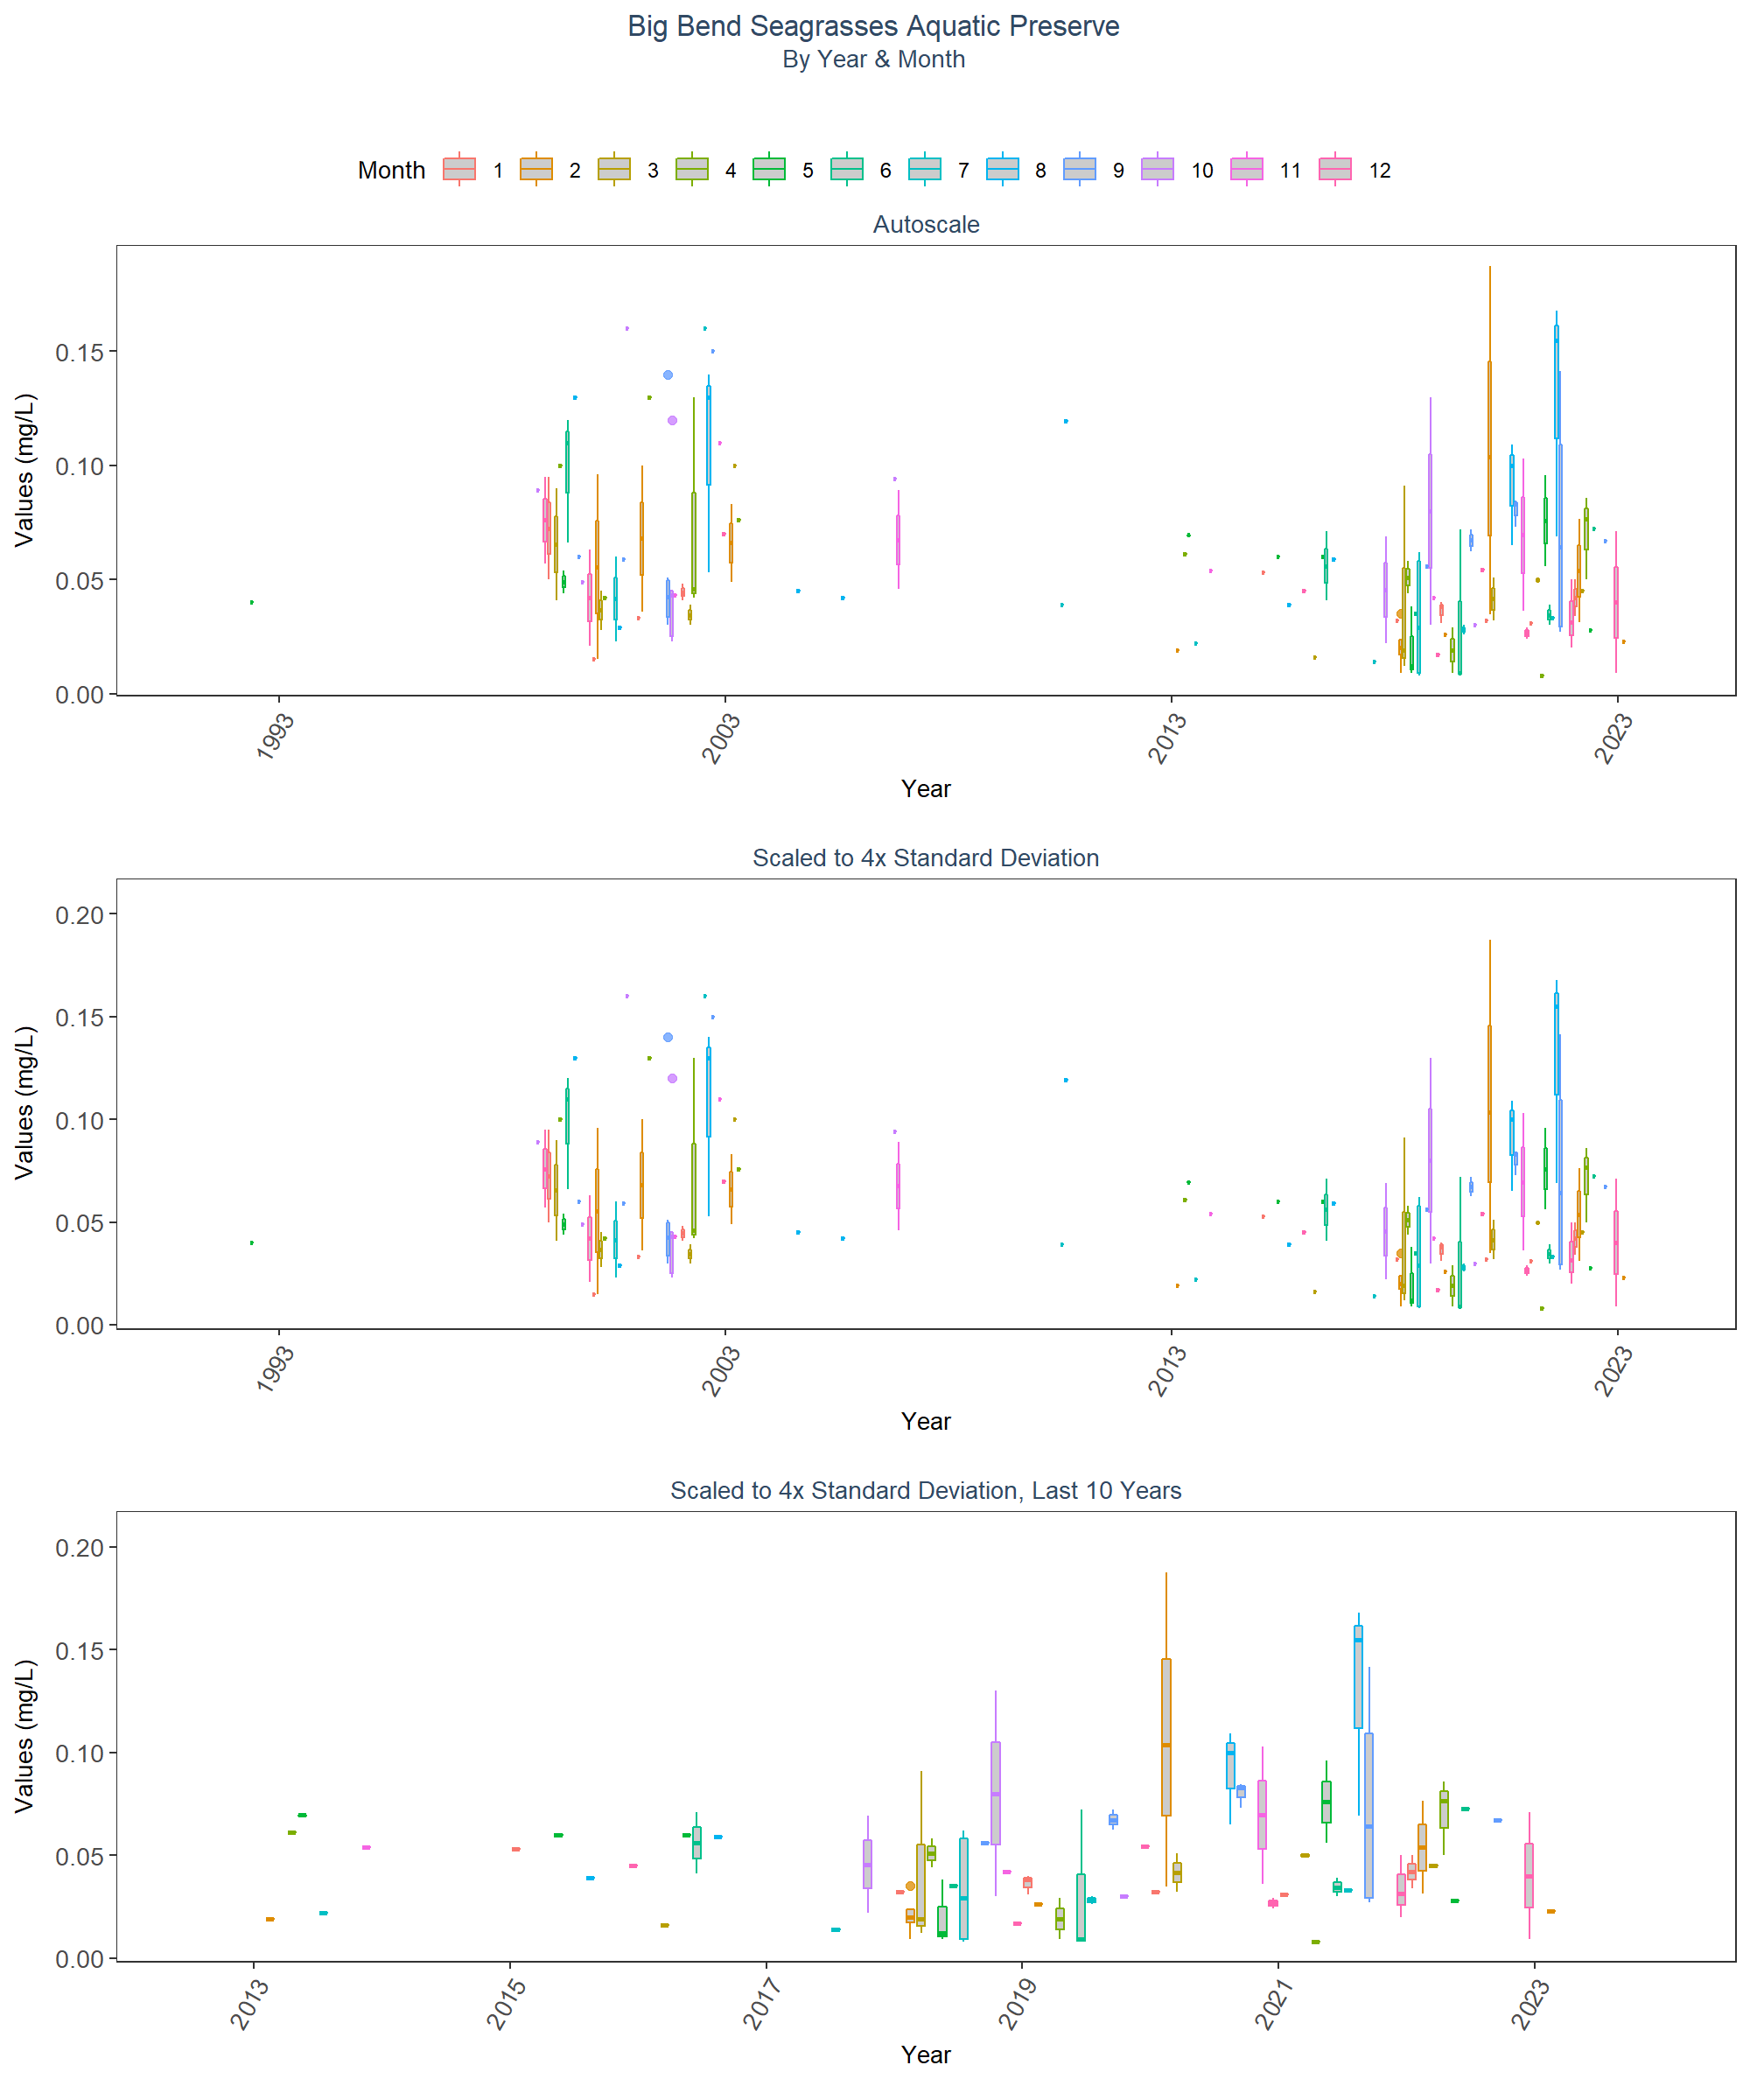 Big Bend Seagrasses Aquatic Preserve
By Year & Month
Month 1 2 3 4 5 6 7 8 9 10 11 12
Autoscale
Values (mg/L)
0.15
0.10
0.05
0.00
1993 2003 2013 2023
Year
Scaled to 4x Standard Deviation
Values (mg/L)
0.20
0.15
0.10
0.05
0.00
1993 2003 2013 2023
Year
Scaled to 4x Standard Deviation, Last 10 Years
Values (mg/L)
0.20
0.15
0.10
0.05
0.00
2013 2015 2017 2019 2021 2023
Year